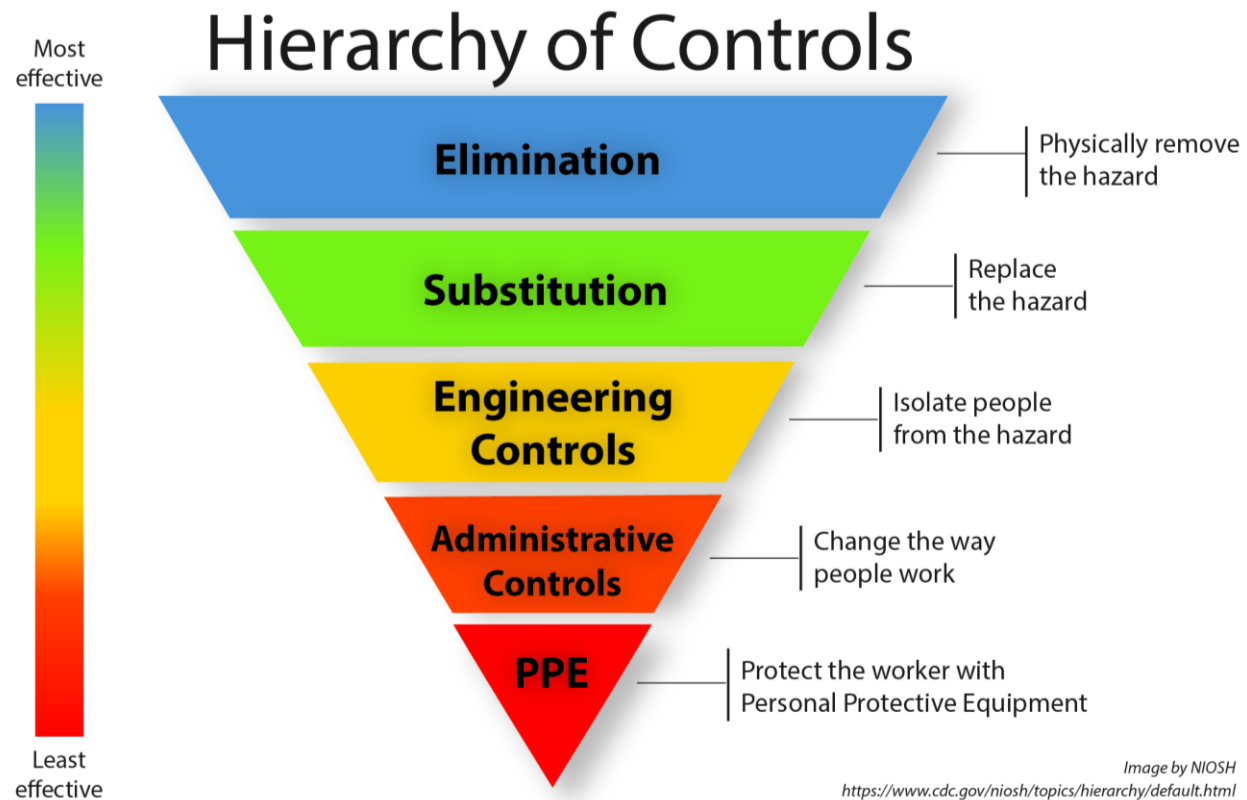 Hierarchy of Controls
Most
effective
Elimination
Physically remove
the hazard
Substitution
Replace
the hazard
Engineering
Controls
Isolate people
from the hazard
Administrative
Controls
Change the way
people work
PPE
Protect the worker with
Personal Protective Equipment
Least
effective
Image by NIOSH
https://www.cdc.gov/niosh/topics/hierarchy/default.html